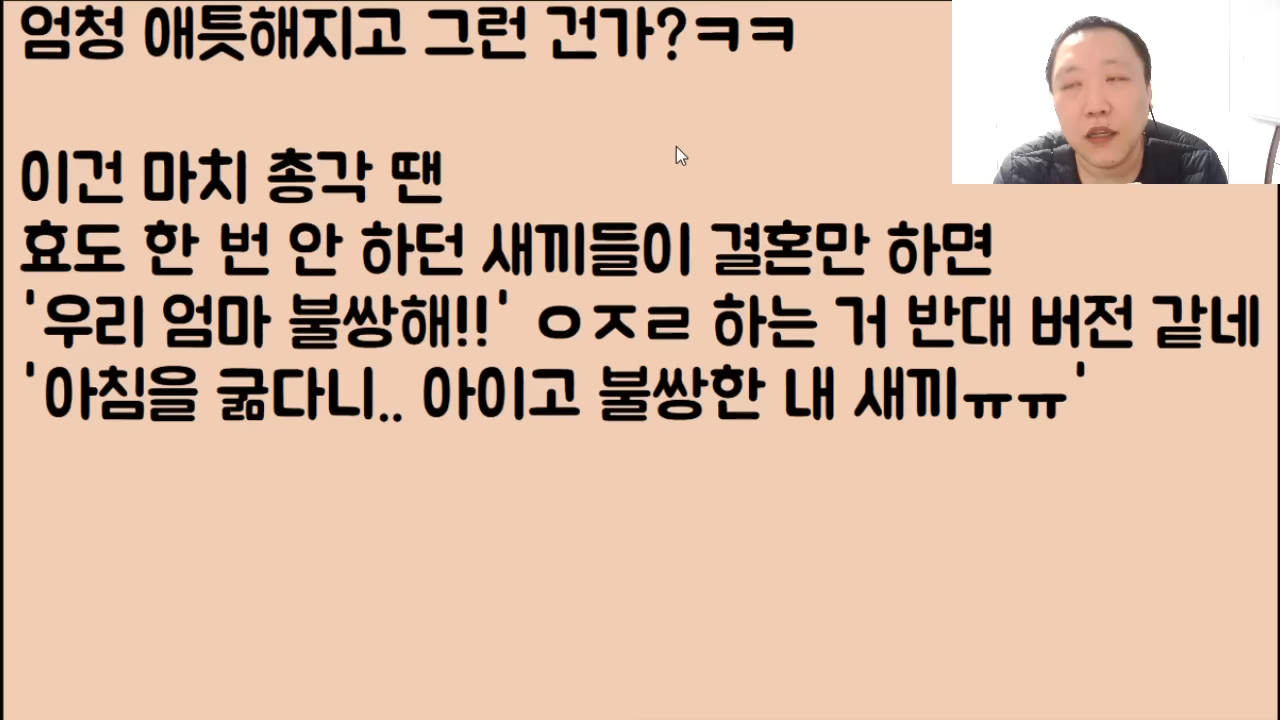 엄청 애틋해지고 그런 건가?ㅋㅋ
이건 마치 총각 땐
효도 한 번 안 하던 새끼들이 결혼만 하면
'우리 엄마 불쌍해!!' ㅇㅈㄹ 하는 거 반대 버전 같네
'아침을 굶다니.. 아이고 불쌍한 내 새끼ㅠㅠ'